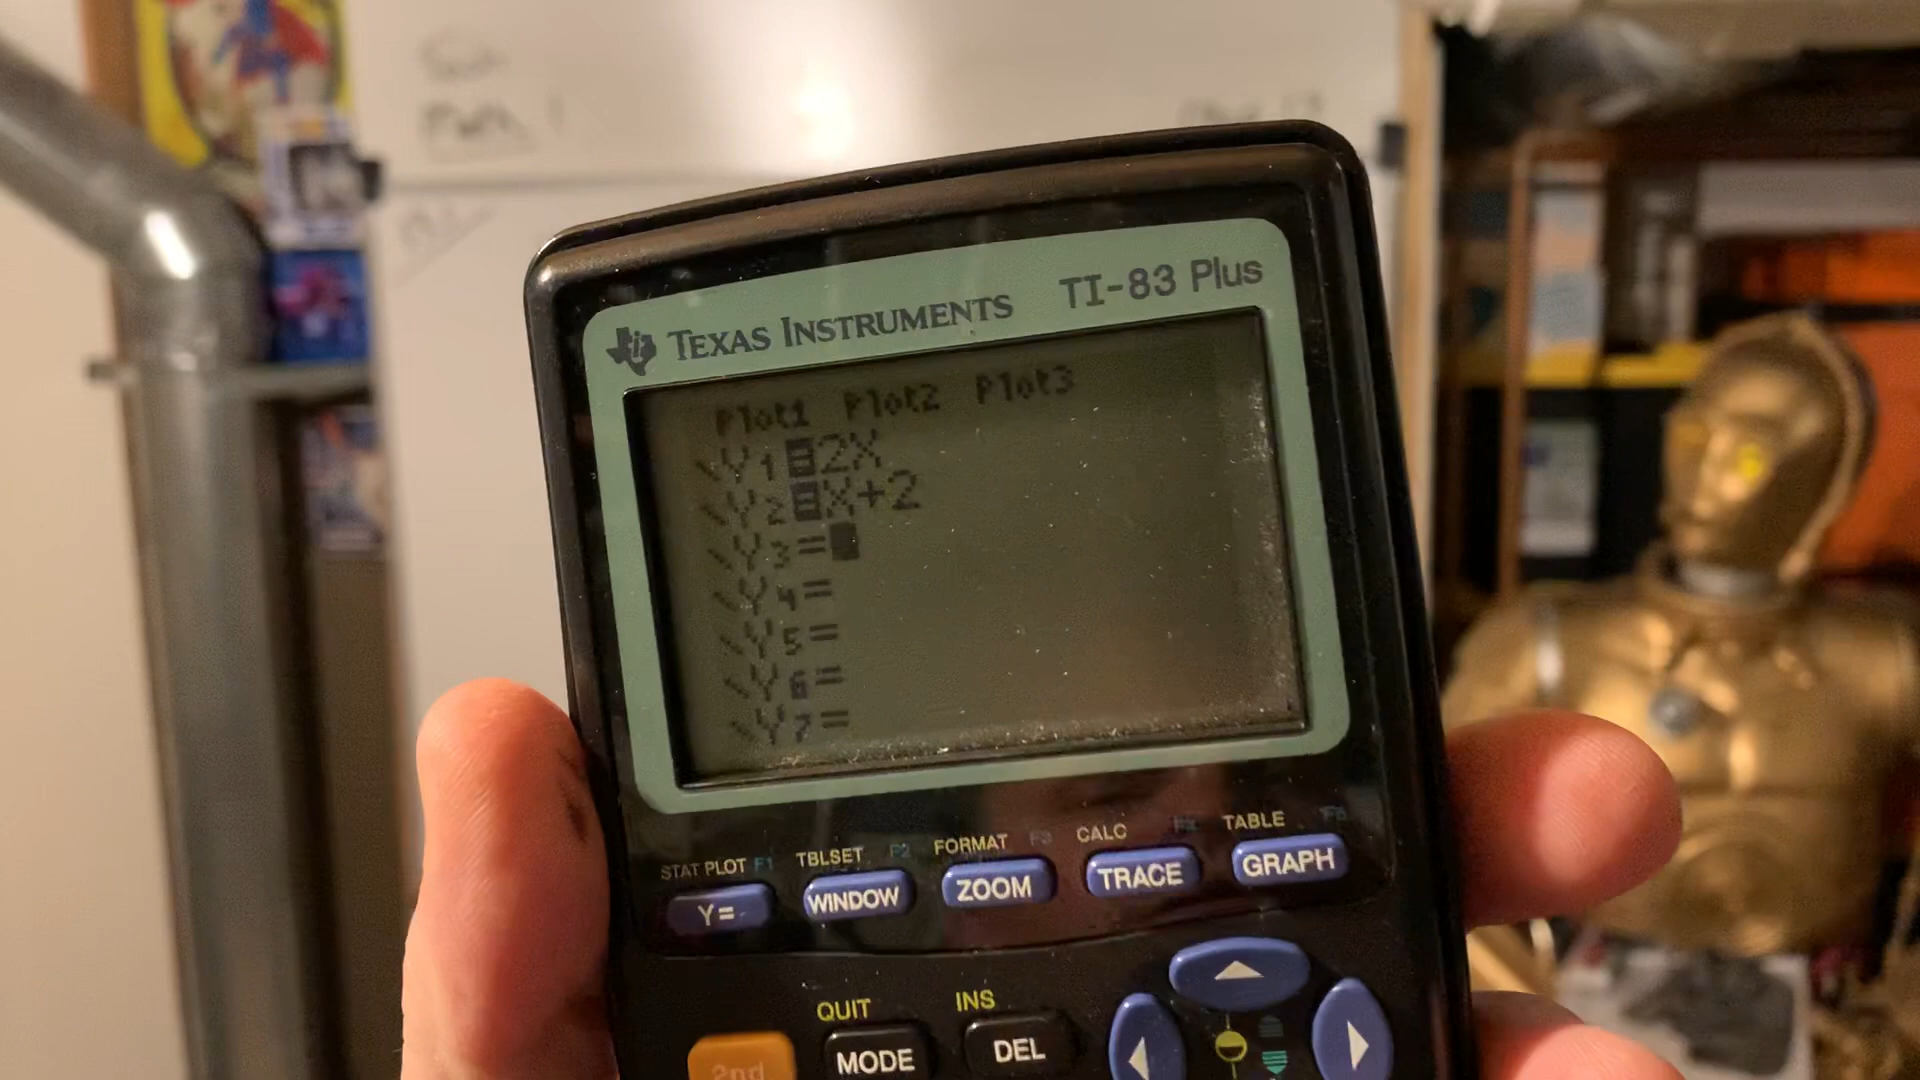 TEXAS INSTRUMENTS TI-83 Plus
Plot1 Plot2 Plot3
\Y1=2X
\Y2=X+2
\Y3=
\Y4=
\Y5=
\Y6=
\Y7=
STAT PLOT F1 TBLSET F2 FORMAT F3 CALC F4 TABLE F5
Y= WINDOW ZOOM TRACE GRAPH
QUIT INS
2nd MODE DEL